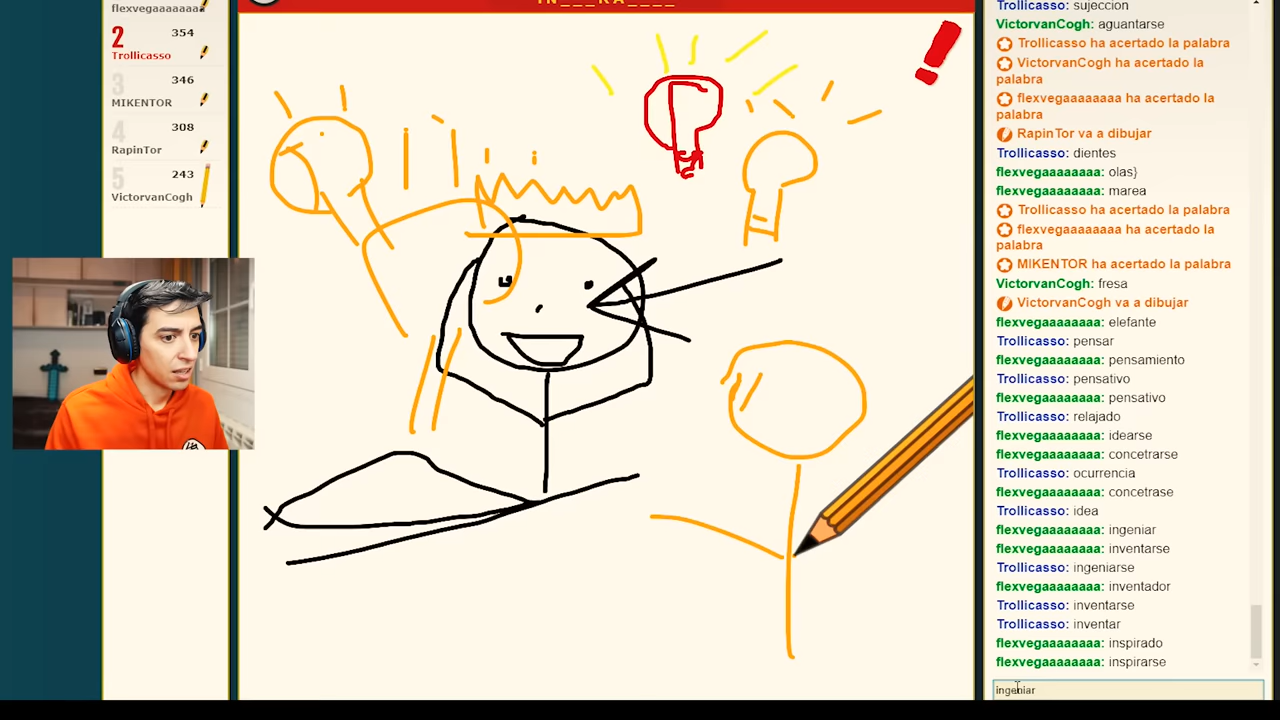 IN___RA____
flexvegaaaaaaaa
2 354
Trollicasso
3 346
MIKENTOR
4 308
RapinTor
5 243
VictorvanCogh
Trollicasso: sujeccion
VictorvanCogh: aguantarse
Trollicasso ha acertado la palabra
VictorvanCogh ha acertado la
palabra
flexvegaaaaaaaa ha acertado la
palabra
RapinTor va a dibujar
Trollicasso: dientes
flexvegaaaaaaaa: olas}
flexvegaaaaaaaa: marea
Trollicasso ha acertado la palabra
flexvegaaaaaaaa ha acertado la
palabra
MIKENTOR ha acertado la palabra
VictorvanCogh: fresa
VictorvanCogh va a dibujar
flexvegaaaaaaaa: elefante
Trollicasso: pensar
flexvegaaaaaaaa: pensamiento
Trollicasso: pensativo
flexvegaaaaaaaa: pensativo
Trollicasso: relajado
flexvegaaaaaaaa: idearse
flexvegaaaaaaaa: concetrarse
Trollicasso: ocurrencia
flexvegaaaaaaaa: concetrase
Trollicasso: idea
flexvegaaaaaaaa: ingeniar
flexvegaaaaaaaa: inventarse
Trollicasso: ingeniarse
flexvegaaaaaaaa: inventador
Trollicasso: inventarse
Trollicasso: inventar
flexvegaaaaaaaa: inspirado
flexvegaaaaaaaa: inspirarse
ingeniar